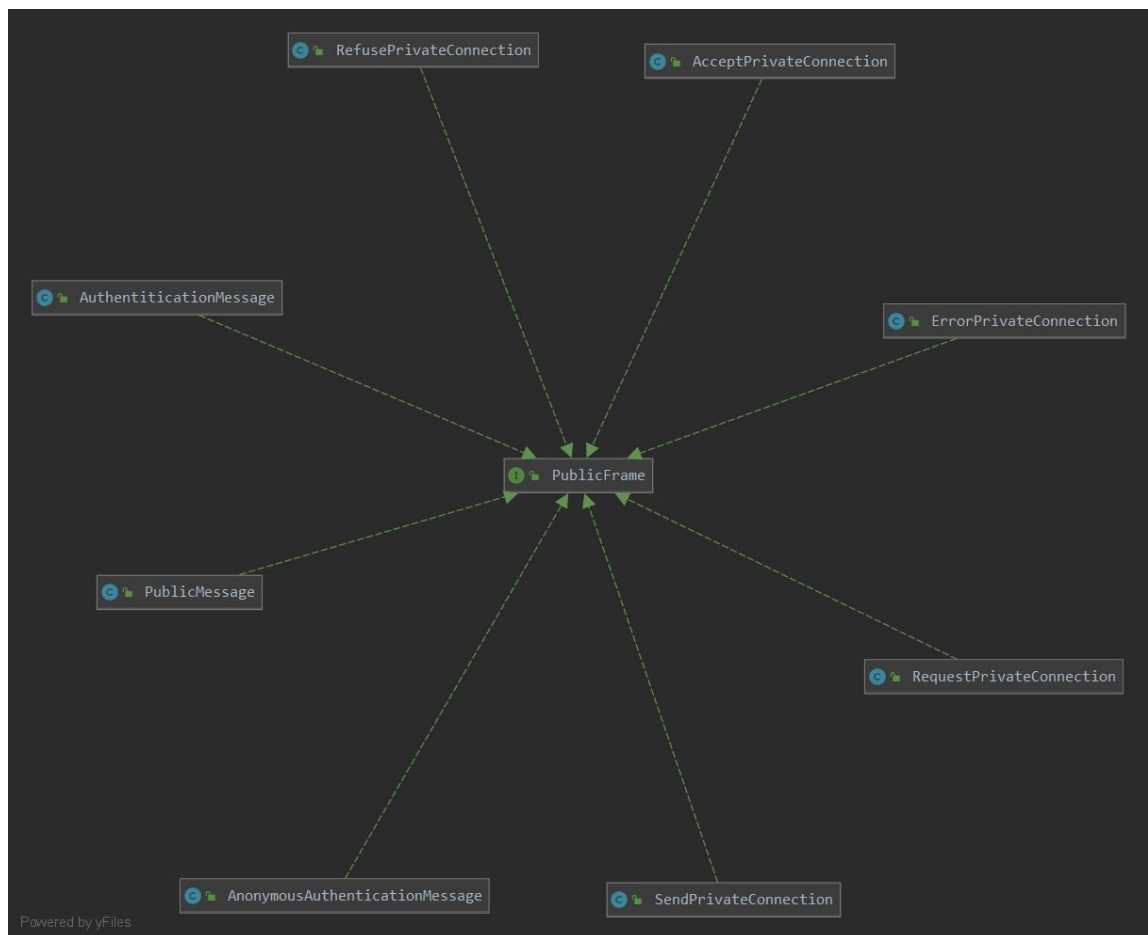 RefusePrivateConnection
AcceptPrivateConnection
AuthentiticationMessage
ErrorPrivateConnection
PublicFrame
PublicMessage
RequestPrivateConnection
AnonymousAuthenticationMessage
SendPrivateConnection
Powered by yFiles